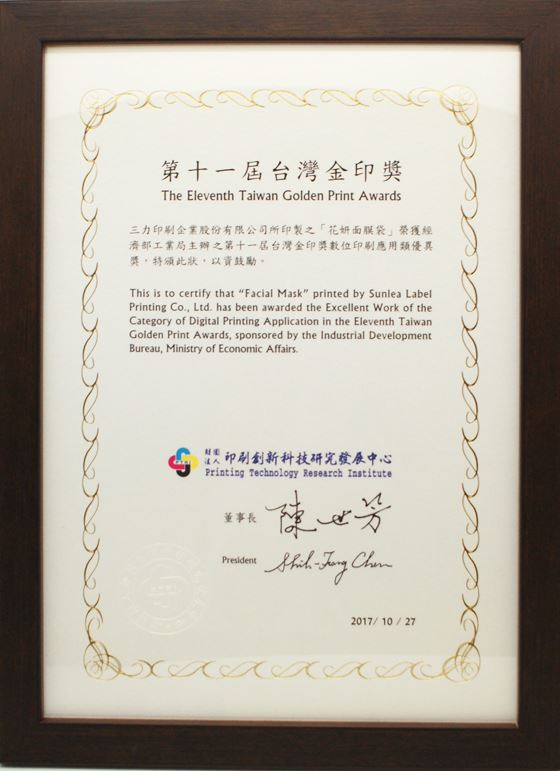 第十一屆台灣金印獎
The Eleventh Taiwan Golden Print Awards
三力印刷企業股份有限公司所印製之「花妍面膜袋」榮獲經
濟部工業局主辦之第十一屆台灣金印獎數位印刷應用類優異
獎，特頒此狀，以資鼓勵。
This is to certify that “Facial Mask” printed by Sunlea Label
Printing Co., Ltd. has been awarded the Excellent Work of the
Category of Digital Printing Application in the Eleventh Taiwan
Golden Print Awards, sponsored by the Industrial Development
Bureau, Ministry of Economic Affairs.
財團法人 印刷創新科技研究發展中心
Printing Technology Research Institute
董事長 陳世芳
President Shih-Fang Chen
2017/ 10 / 27